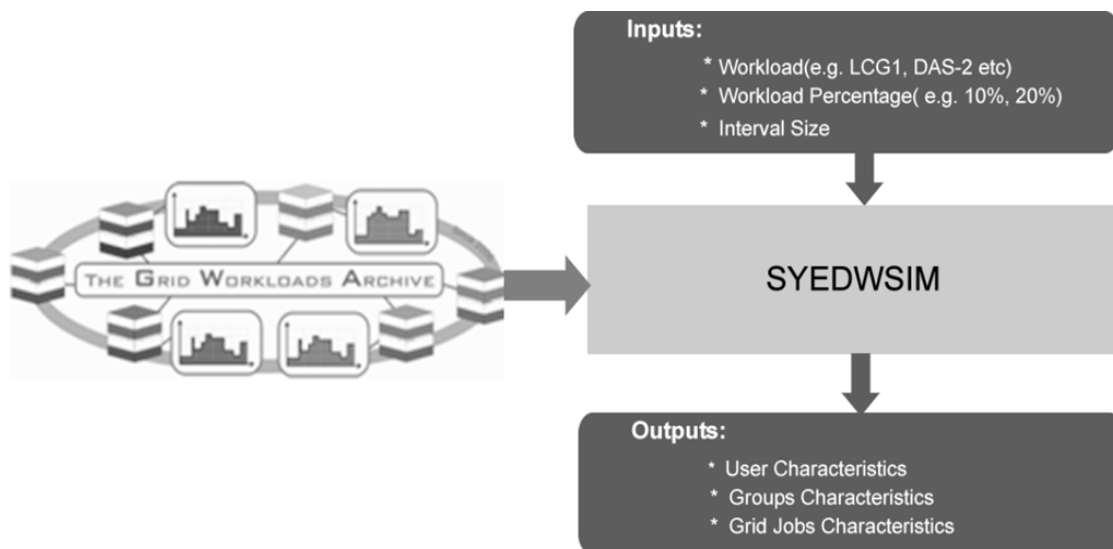 Inputs:
* Workload(e.g. LCG1, DAS-2 etc)
* Workload Percentage( e.g. 10%, 20%)
* Interval Size
THE GRID WORKLOADS ARCHIVE
SYEDWSIM
Outputs:
* User Characteristics
* Groups Characteristics
* Grid Jobs Characteristics